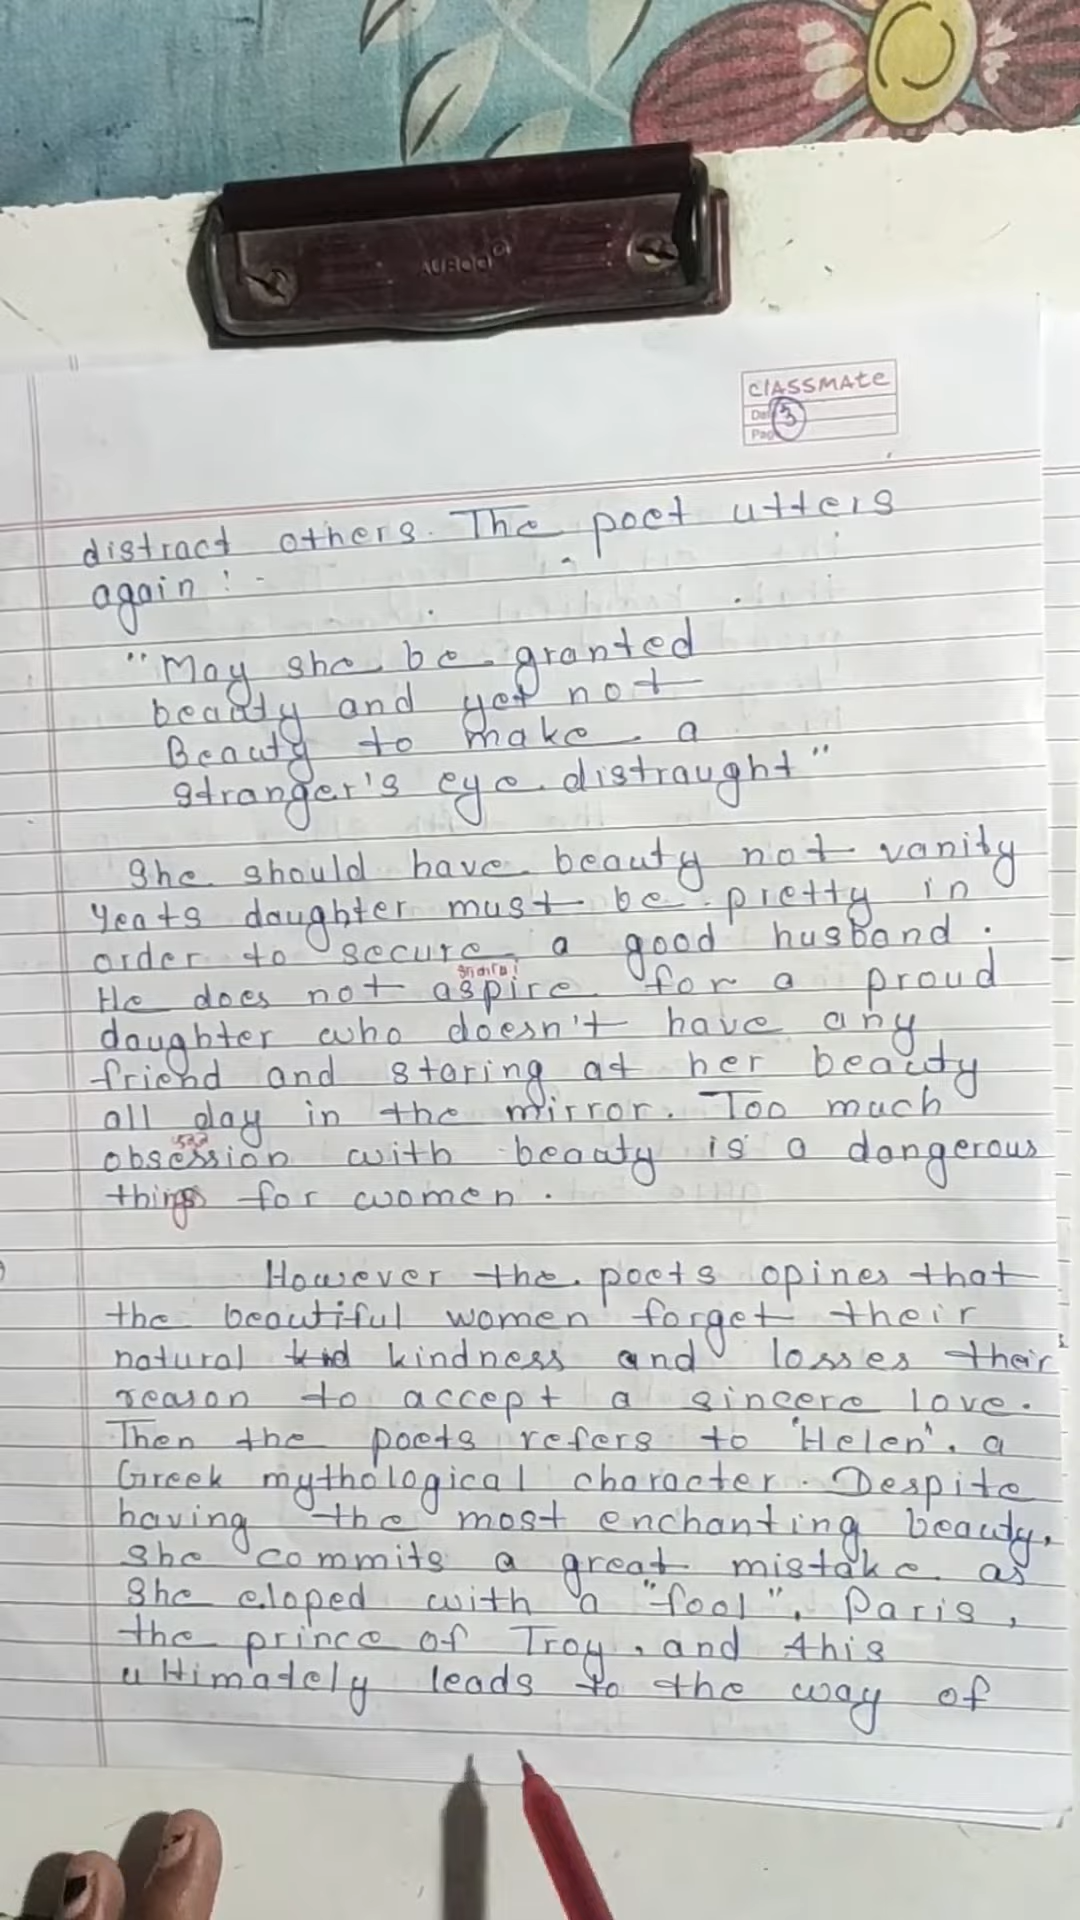 CLASSMATE
3
distract others. The poet utters
again :-
"May she be granted
beauty and yet not
Beauty to make a
stranger's eye distraught"
She should have beauty not vanity
Yeats daughter must be pretty in
order to secure a good husband.
He does not aspire for a proud
daughter who doesn't have any
friend and staring at her beauty
all day in the mirror. Too much
obsession with beauty is a dangerous
things for women.
However the poets opines that
the beautiful women forget their
natural kindness and losses their
reason to accept a sincere love.
Then the poets refers to 'Helen', a
Greek mythological character. Despite
having the most enchanting beauty,
she commits a great mistake as
she eloped with a "fool", Paris,
the prince of Troy, and this
ultimately leads to the way of